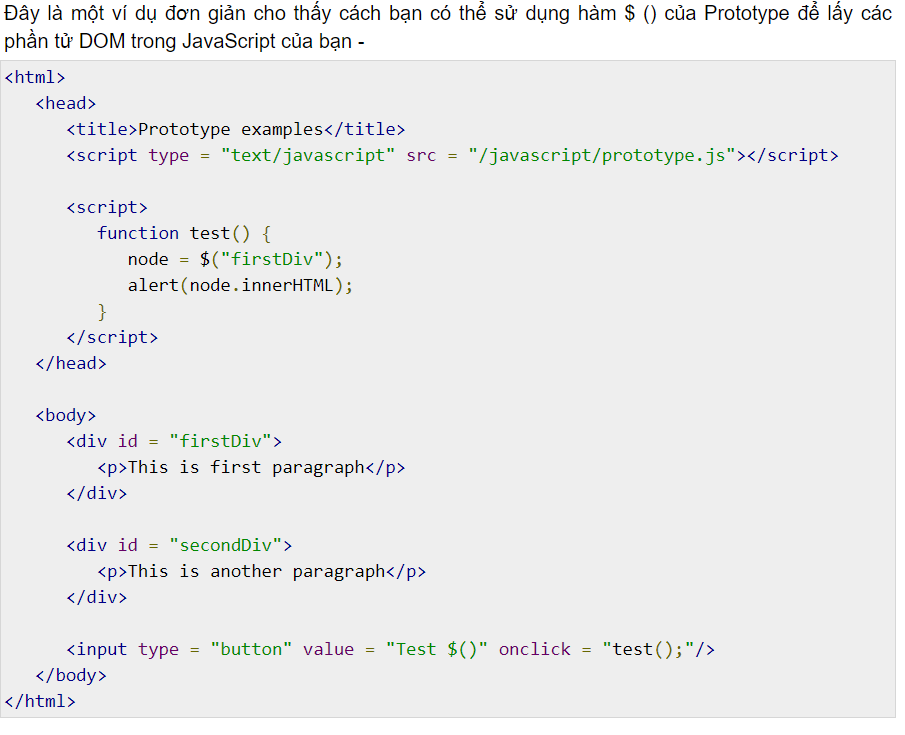 Đây là một ví dụ đơn giản cho thấy cách bạn có thể sử dụng hàm $ () của Prototype để lấy các
phần tử DOM trong JavaScript của bạn -
<html>
   <head>
      <title>Prototype examples</title>
      <script type = "text/javascript" src = "/javascript/prototype.js"></script>

      <script>
         function test() {
            node = $("firstDiv");
            alert(node.innerHTML);
         }
      </script>
   </head>

   <body>
      <div id = "firstDiv">
         <p>This is first paragraph</p>
      </div>

      <div id = "secondDiv">
         <p>This is another paragraph</p>
      </div>

      <input type = "button" value = "Test $()" onclick = "test();"/>
   </body>
</html>